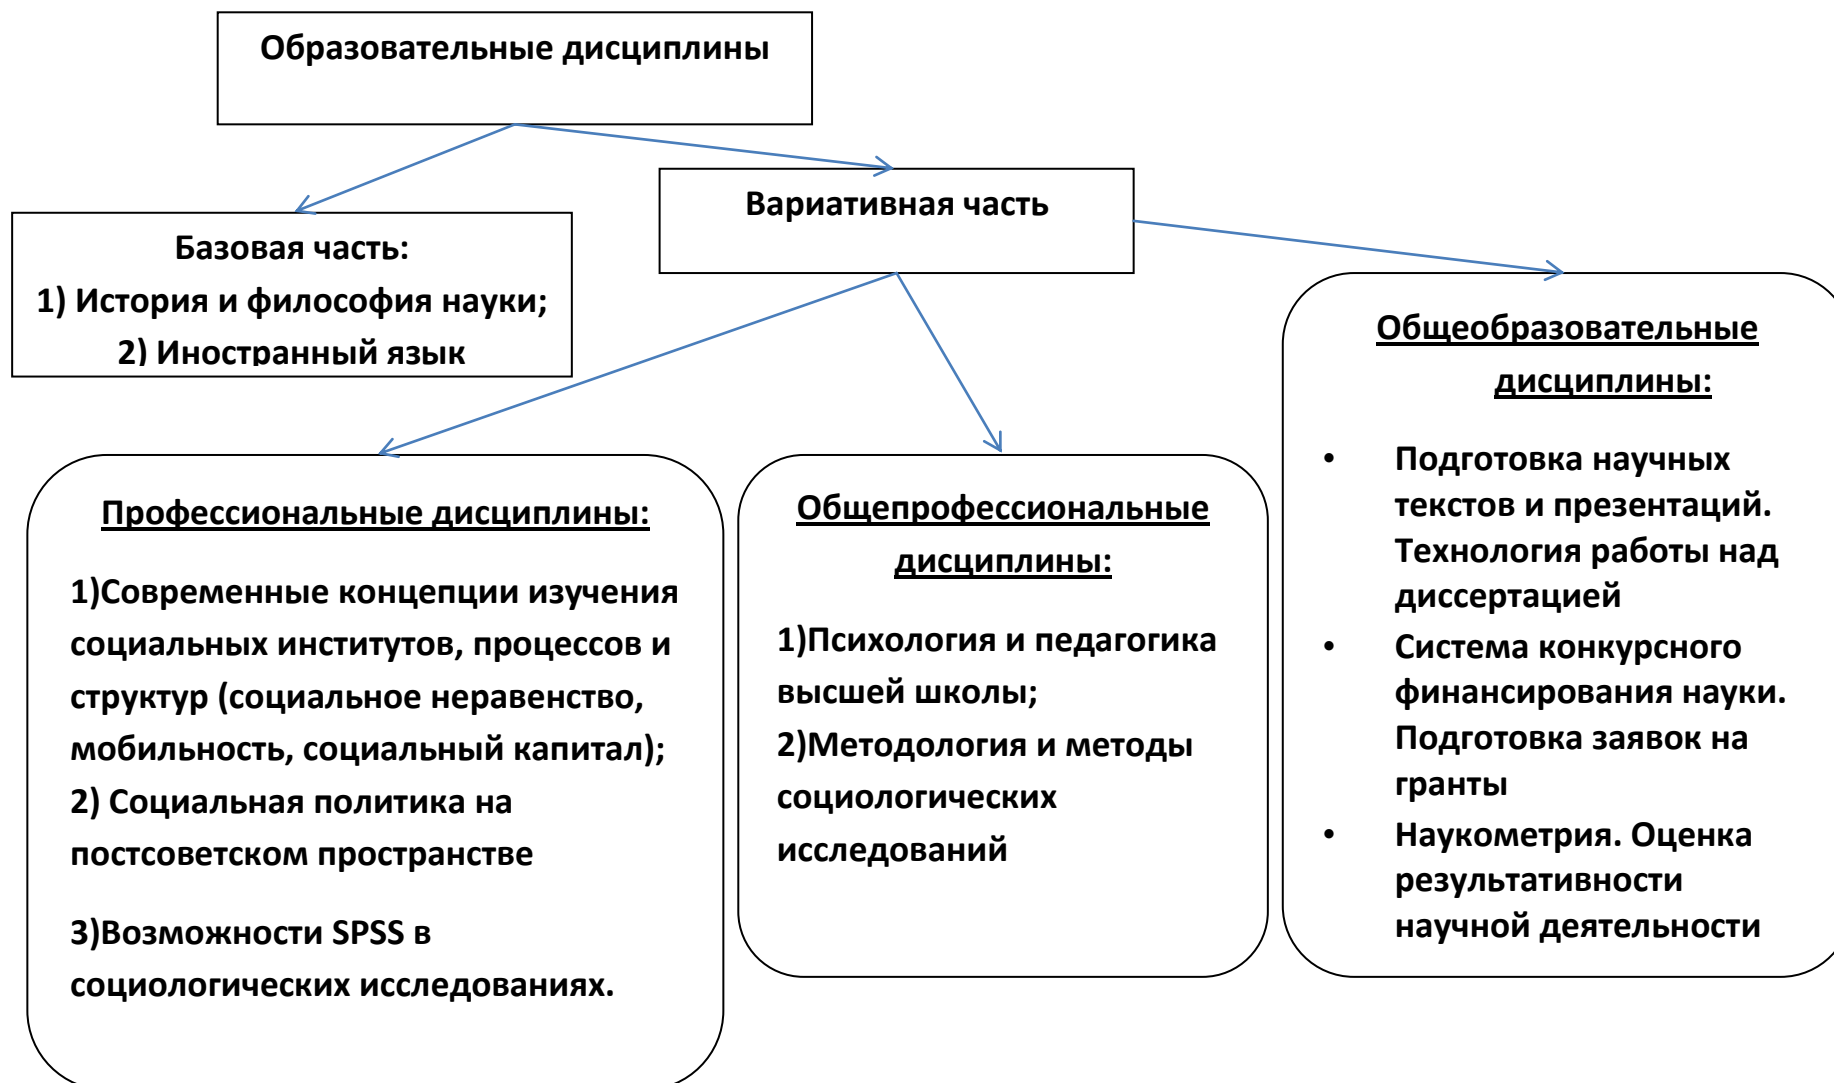 Образовательные дисциплины
Вариативная часть
Базовая часть:
1) История и философия науки;
2) Иностранный язык
Профессиональные дисциплины:
1)Современные концепции изучения
социальных институтов, процессов и
структур (социальное неравенство,
мобильность, социальный капитал);
2) Социальная политика на
постсоветском пространстве
3)Возможности SPSS в
социологических исследованиях.
Общепрофессиональные
дисциплины:
1)Психология и педагогика
высшей школы;
2)Методология и методы
социологических
исследований
Общеобразовательные
дисциплины:
• Подготовка научных
текстов и презентаций.
Технология работы над
диссертацией
• Система конкурсного
финансирования науки.
Подготовка заявок на
гранты
• Наукометрия. Оценка
результативности
научной деятельности